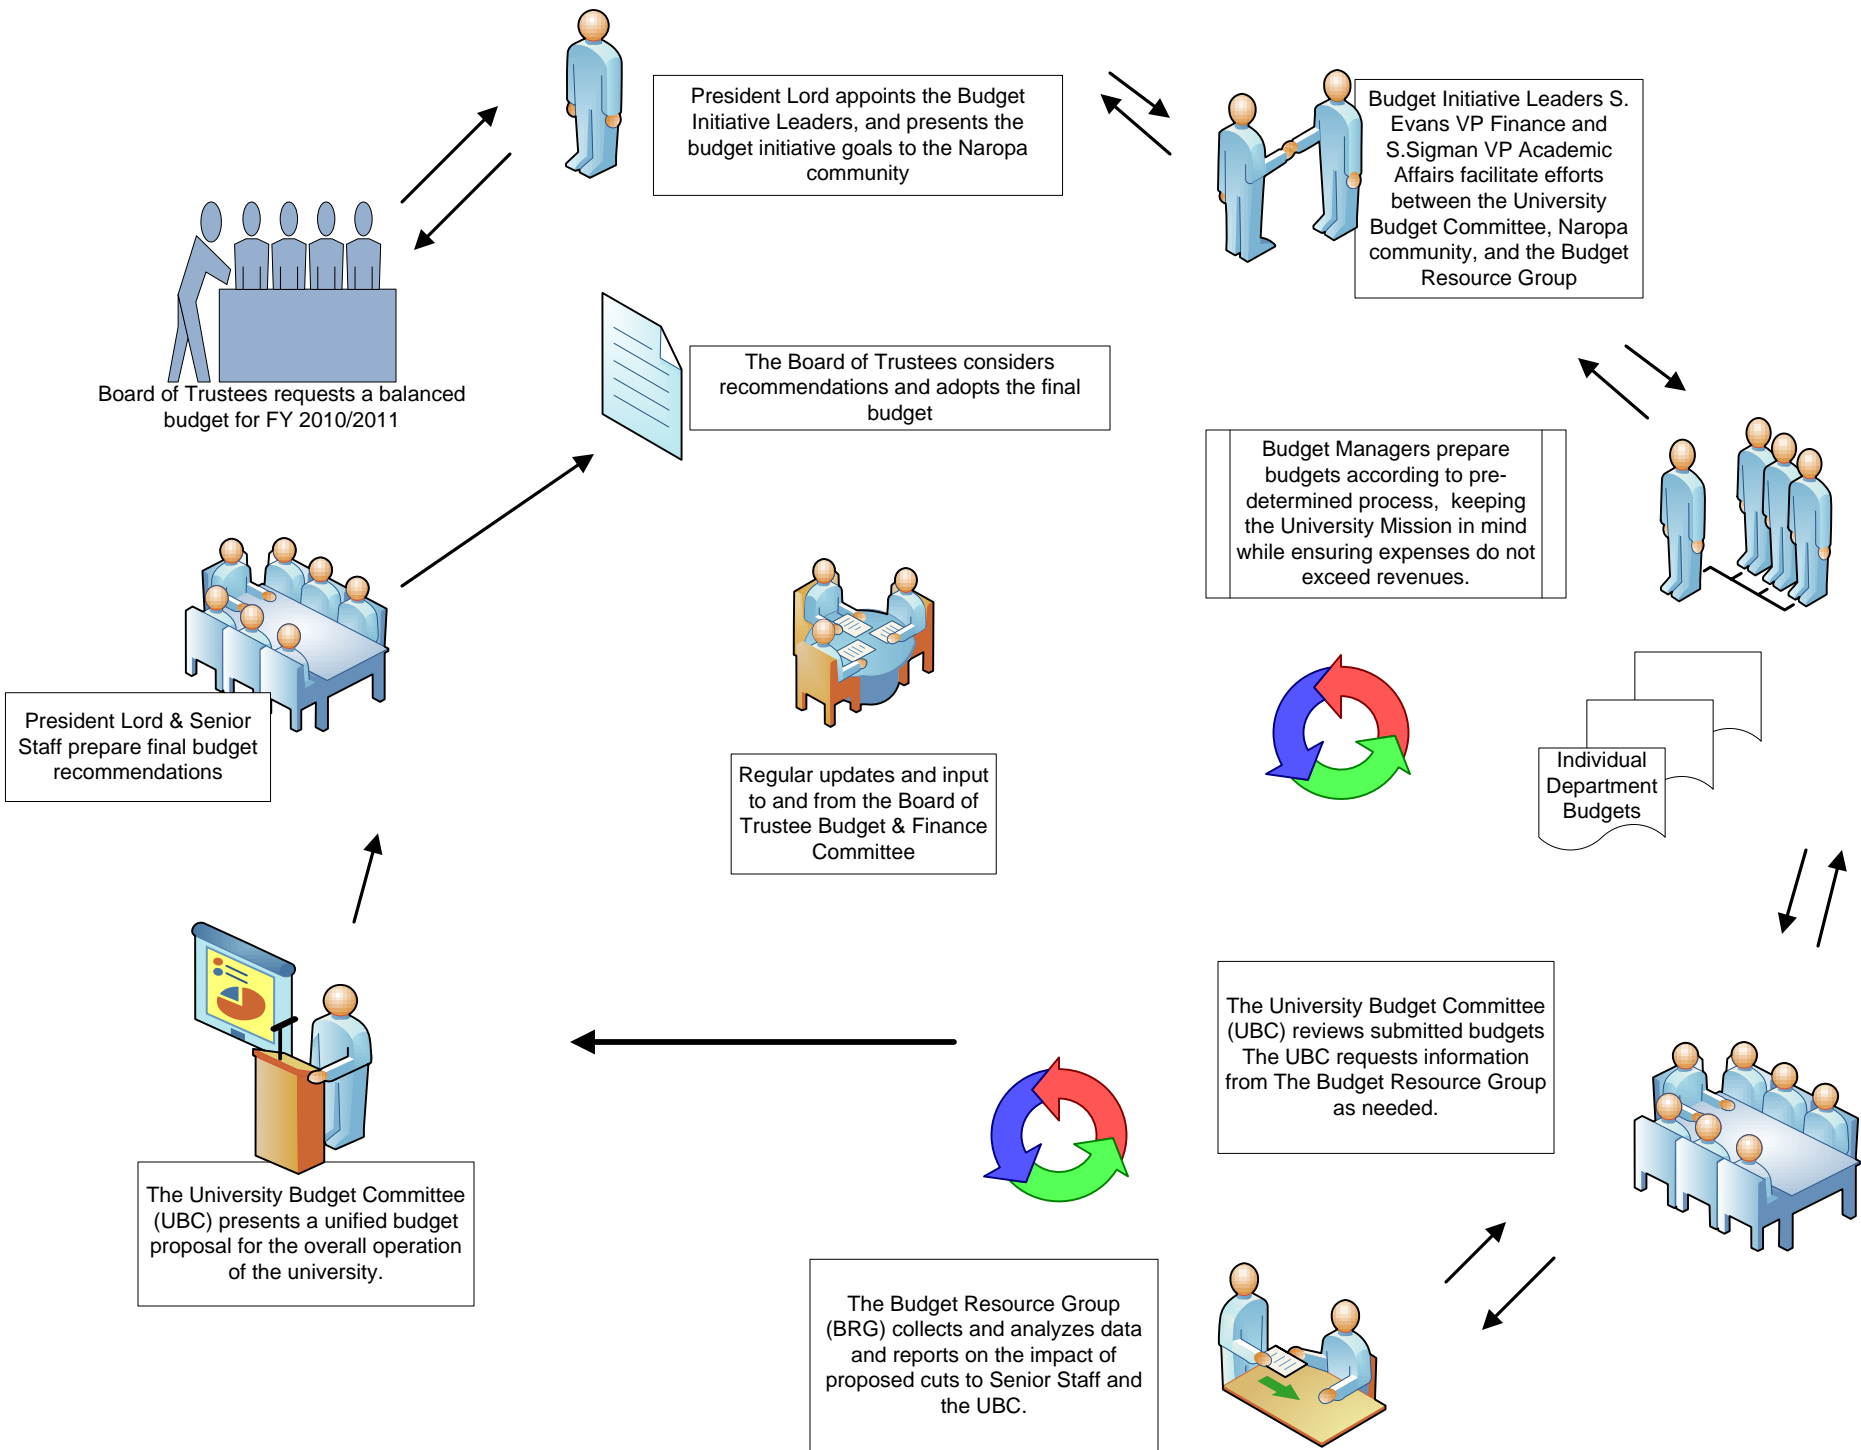 President Lord appoints the Budget
Initiative Leaders, and presents the
budget initiative goals to the Naropa
community
Budget Initiative Leaders S.
Evans VP Finance and
S.Sigman VP Academic
Affairs facilitate efforts
between the University
Budget Committee, Naropa
community, and the Budget
Resource Group
Board of Trustees requests a balanced
budget for FY 2010/2011
The Board of Trustees considers
recommendations and adopts the final
budget
Budget Managers prepare
budgets according to pre-
determined process, keeping
the University Mission in mind
while ensuring expenses do not
exceed revenues.
President Lord & Senior
Staff prepare final budget
recommendations
Regular updates and input
to and from the Board of
Trustee Budget & Finance
Committee
Individual
Department
Budgets
The University Budget Committee
(UBC) reviews submitted budgets
The UBC requests information
from The Budget Resource Group
as needed.
The University Budget Committee
(UBC) presents a unified budget
proposal for the overall operation
of the university.
The Budget Resource Group
(BRG) collects and analyzes data
and reports on the impact of
proposed cuts to Senior Staff and
the UBC.